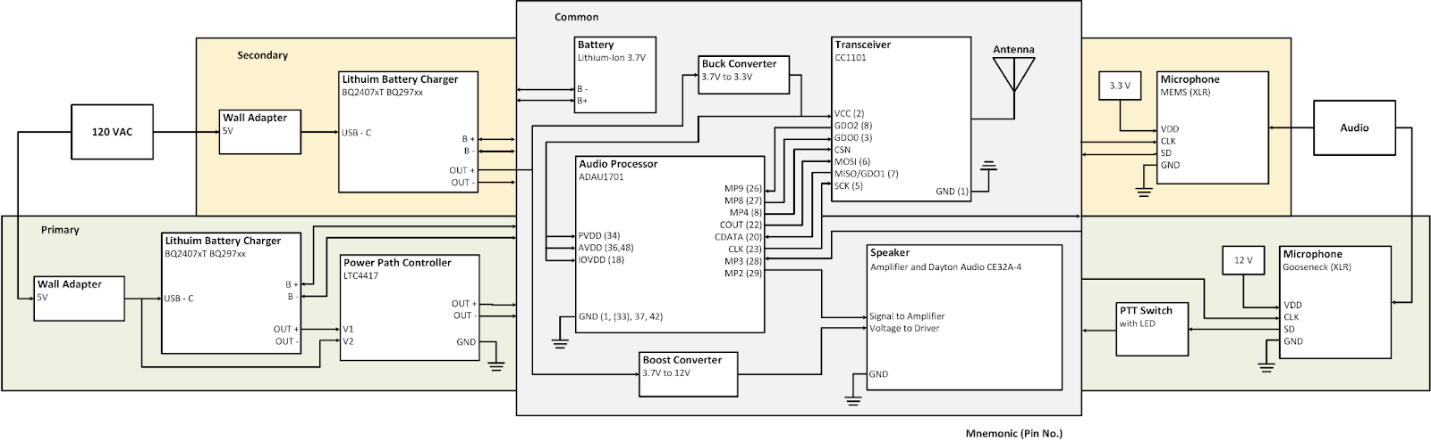 Common
Secondary
Battery
Lithium-Ion 3.7V
B -
B+
Buck Converter
3.7V to 3.3V
Transceiver
CC1101
VCC (2)
GDO2 (8)
GDO0 (3)
CSN
MOSI (6)
MISO/GDO1 (7)
SCK (5)
GND (1)
Antenna
3.3 V
Microphone
MEMS (XLR)
VDD
CLK
SD
GND
Audio
120 VAC
Wall Adapter
5V
Lithuim Battery Charger
BQ2407xT BQ297xx
USB - C
B +
B -
OUT +
OUT -
Audio Processor
ADAU1701
MP9 (26)
MP8 (27)
MP4 (8)
COUT (22)
CDATA (20)
CLK (23)
MP3 (28)
MP2 (29)
PVDD (34)
AVDD (36,48)
IOVDD (18)
GND (1, (33), 37, 42)
Primary
Wall Adapter
5V
Lithuim Battery Charger
BQ2407xT BQ297xx
USB - C
B +
B -
OUT +
OUT -
Power Path Controller
LTC4417
V1
V2
OUT +
OUT -
GND
Speaker
Amplifier and Dayton Audio CE32A-4
Signal to Amplifier
Voltage to Driver
GND
Boost Converter
3.7V to 12V
PTT Switch
with LED
12 V
Microphone
Gooseneck (XLR)
VDD
CLK
SD
GND
Mnemonic (Pin No.)